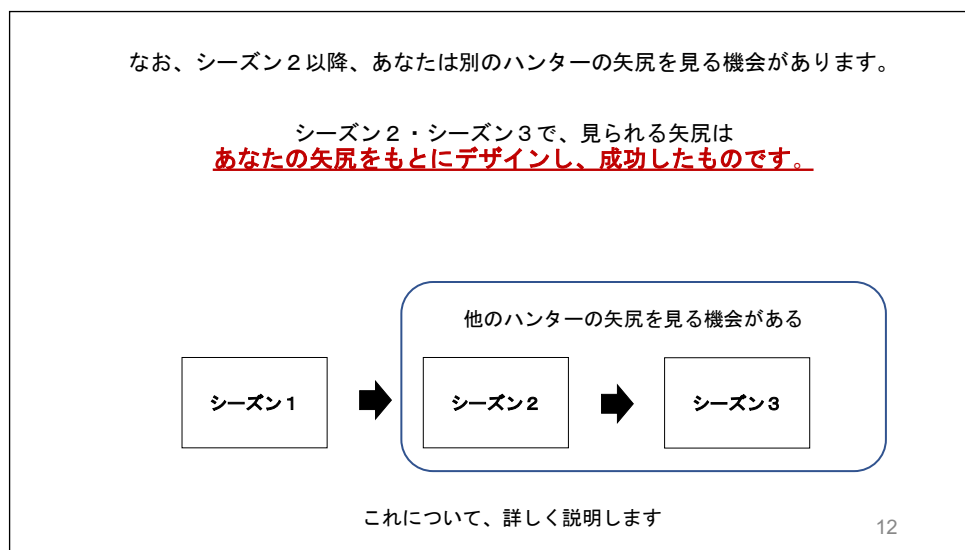 なお、シーズン２以降、あなたは別のハンターの矢尻を見る機会があります。
シーズン２・シーズン３で、見られる矢尻は
あなたの矢尻をもとにデザインし、成功したものです。
他のハンターの矢尻を見る機会がある
シーズン１
シーズン２
シーズン３
これについて、詳しく説明します
12